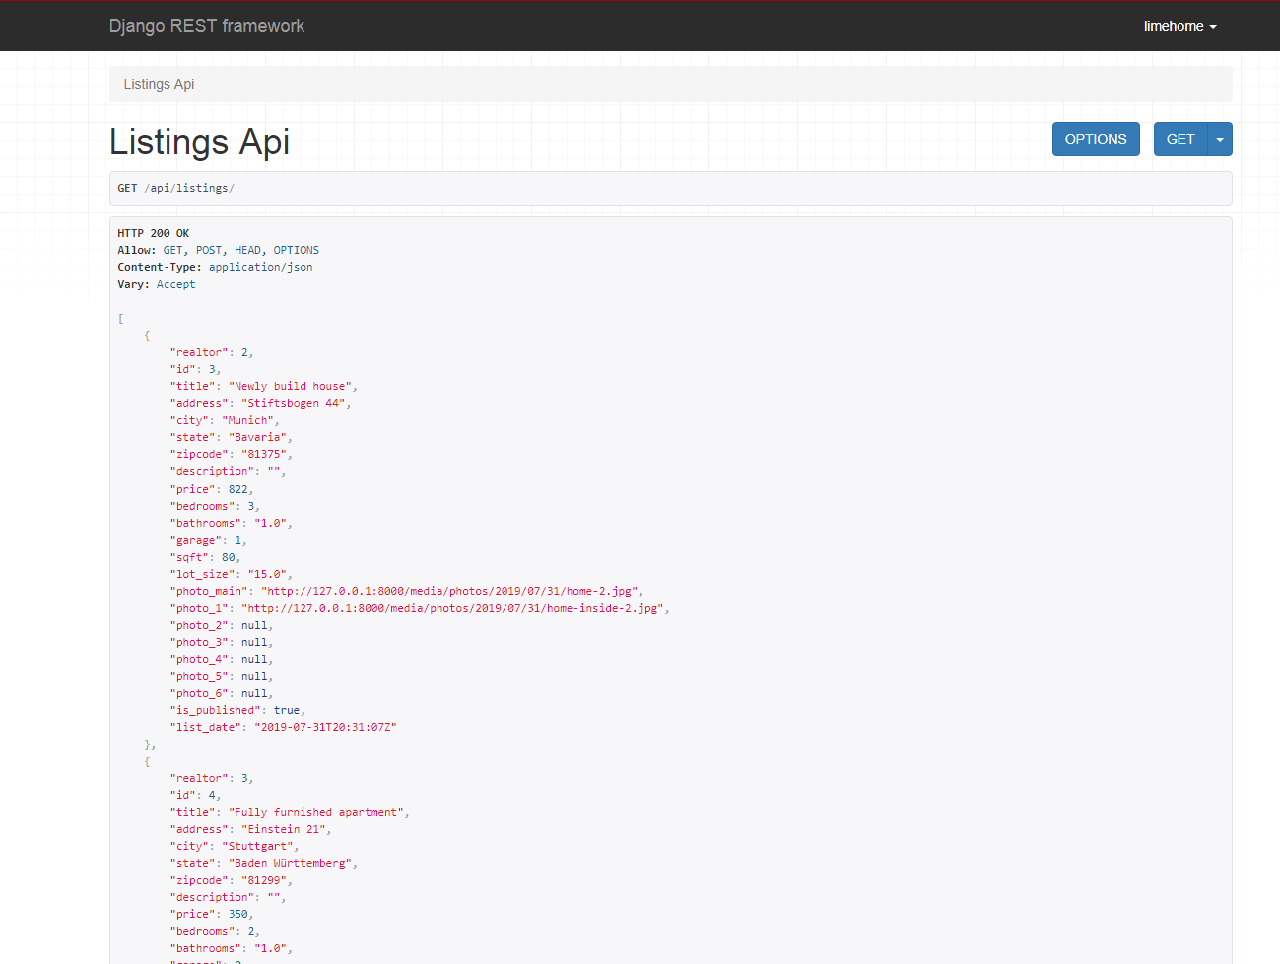 Django REST framework
limehome
Listings Api
Listings Api
OPTIONS
GET
GET /api/listings/
HTTP 200 OK
Allow: GET, POST, HEAD, OPTIONS
Content-Type: application/json
Vary: Accept
[
{
"realtor": 2,
"id": 3,
"title": "Newly build house",
"address": "Stiftsbogen 44",
"city": "Munich",
"state": "Bavaria",
"zipcode": "81375",
"description": "",
"price": 822,
"bedrooms": 3,
"bathrooms": "1.0",
"garage": 1,
"sqft": 80,
"lot_size": "15.0",
"photo_main": "http://127.0.0.1:8000/media/photos/2019/07/31/home-2.jpg",
"photo_1": "http://127.0.0.1:8000/media/photos/2019/07/31/home-inside-2.jpg",
"photo_2": null,
"photo_3": null,
"photo_4": null,
"photo_5": null,
"photo_6": null,
"is_published": true,
"list_date": "2019-07-31T20:31:07Z"
},
{
"realtor": 3,
"id": 4,
"title": "Fully furnished apartment",
"address": "Einstein 21",
"city": "Stuttgart",
"state": "Baden Württemberg",
"zipcode": "81299",
"description": "",
"price": 350,
"bedrooms": 2,
"bathrooms": "1.0",